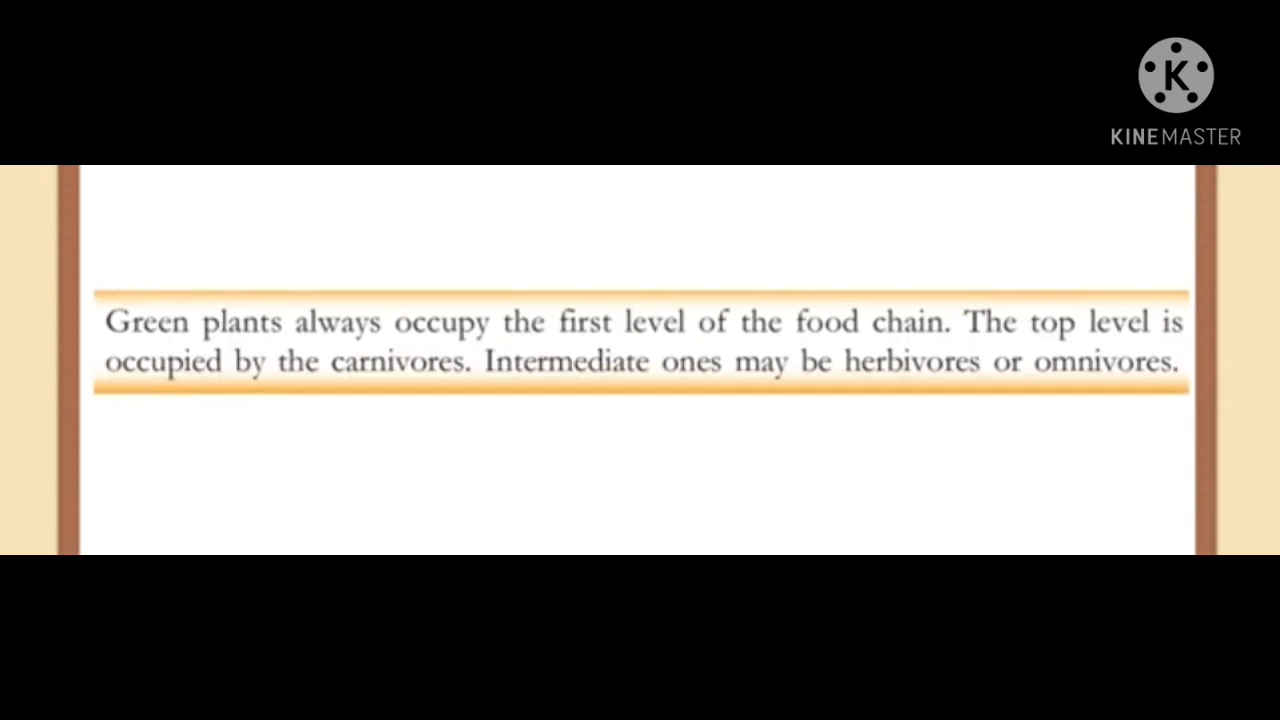 K
KINEMASTER
Green plants always occupy the first level of the food chain. The top level is
occupied by the carnivores. Intermediate ones may be herbivores or omnivores.